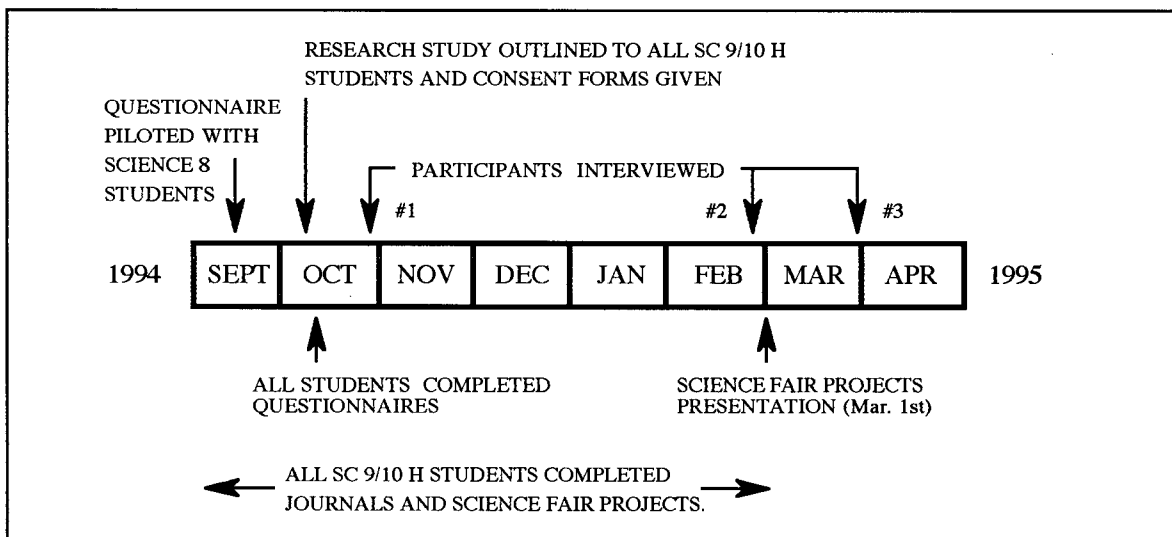 RESEARCH STUDY OUTLINED TO ALL SC 9/10 H
STUDENTS AND CONSENT FORMS GIVEN
QUESTIONNAIRE
PILOTED WITH
SCIENCE 8
STUDENTS
PARTICIPANTS INTERVIEWED
#1
#2
#3
1994 SEPT OCT NOV DEC JAN FEB MAR APR 1995
ALL STUDENTS COMPLETED
QUESTIONNAIRES
SCIENCE FAIR PROJECTS
PRESENTATION (Mar. 1st)
ALL SC 9/10 H STUDENTS COMPLETED
JOURNALS AND SCIENCE FAIR PROJECTS.